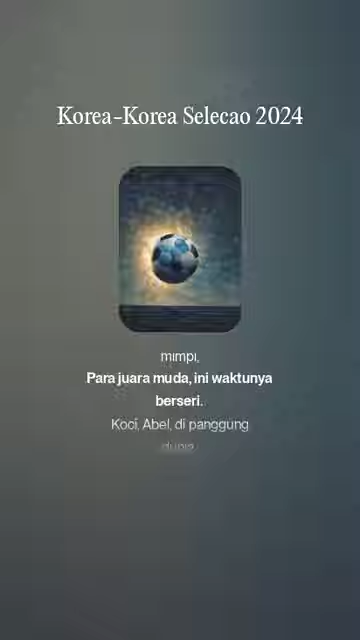 Korea-Korea Selecao 2024
mimpi,
Para juara muda, ini waktunya
berseri.
Koci, Abel, di panggung